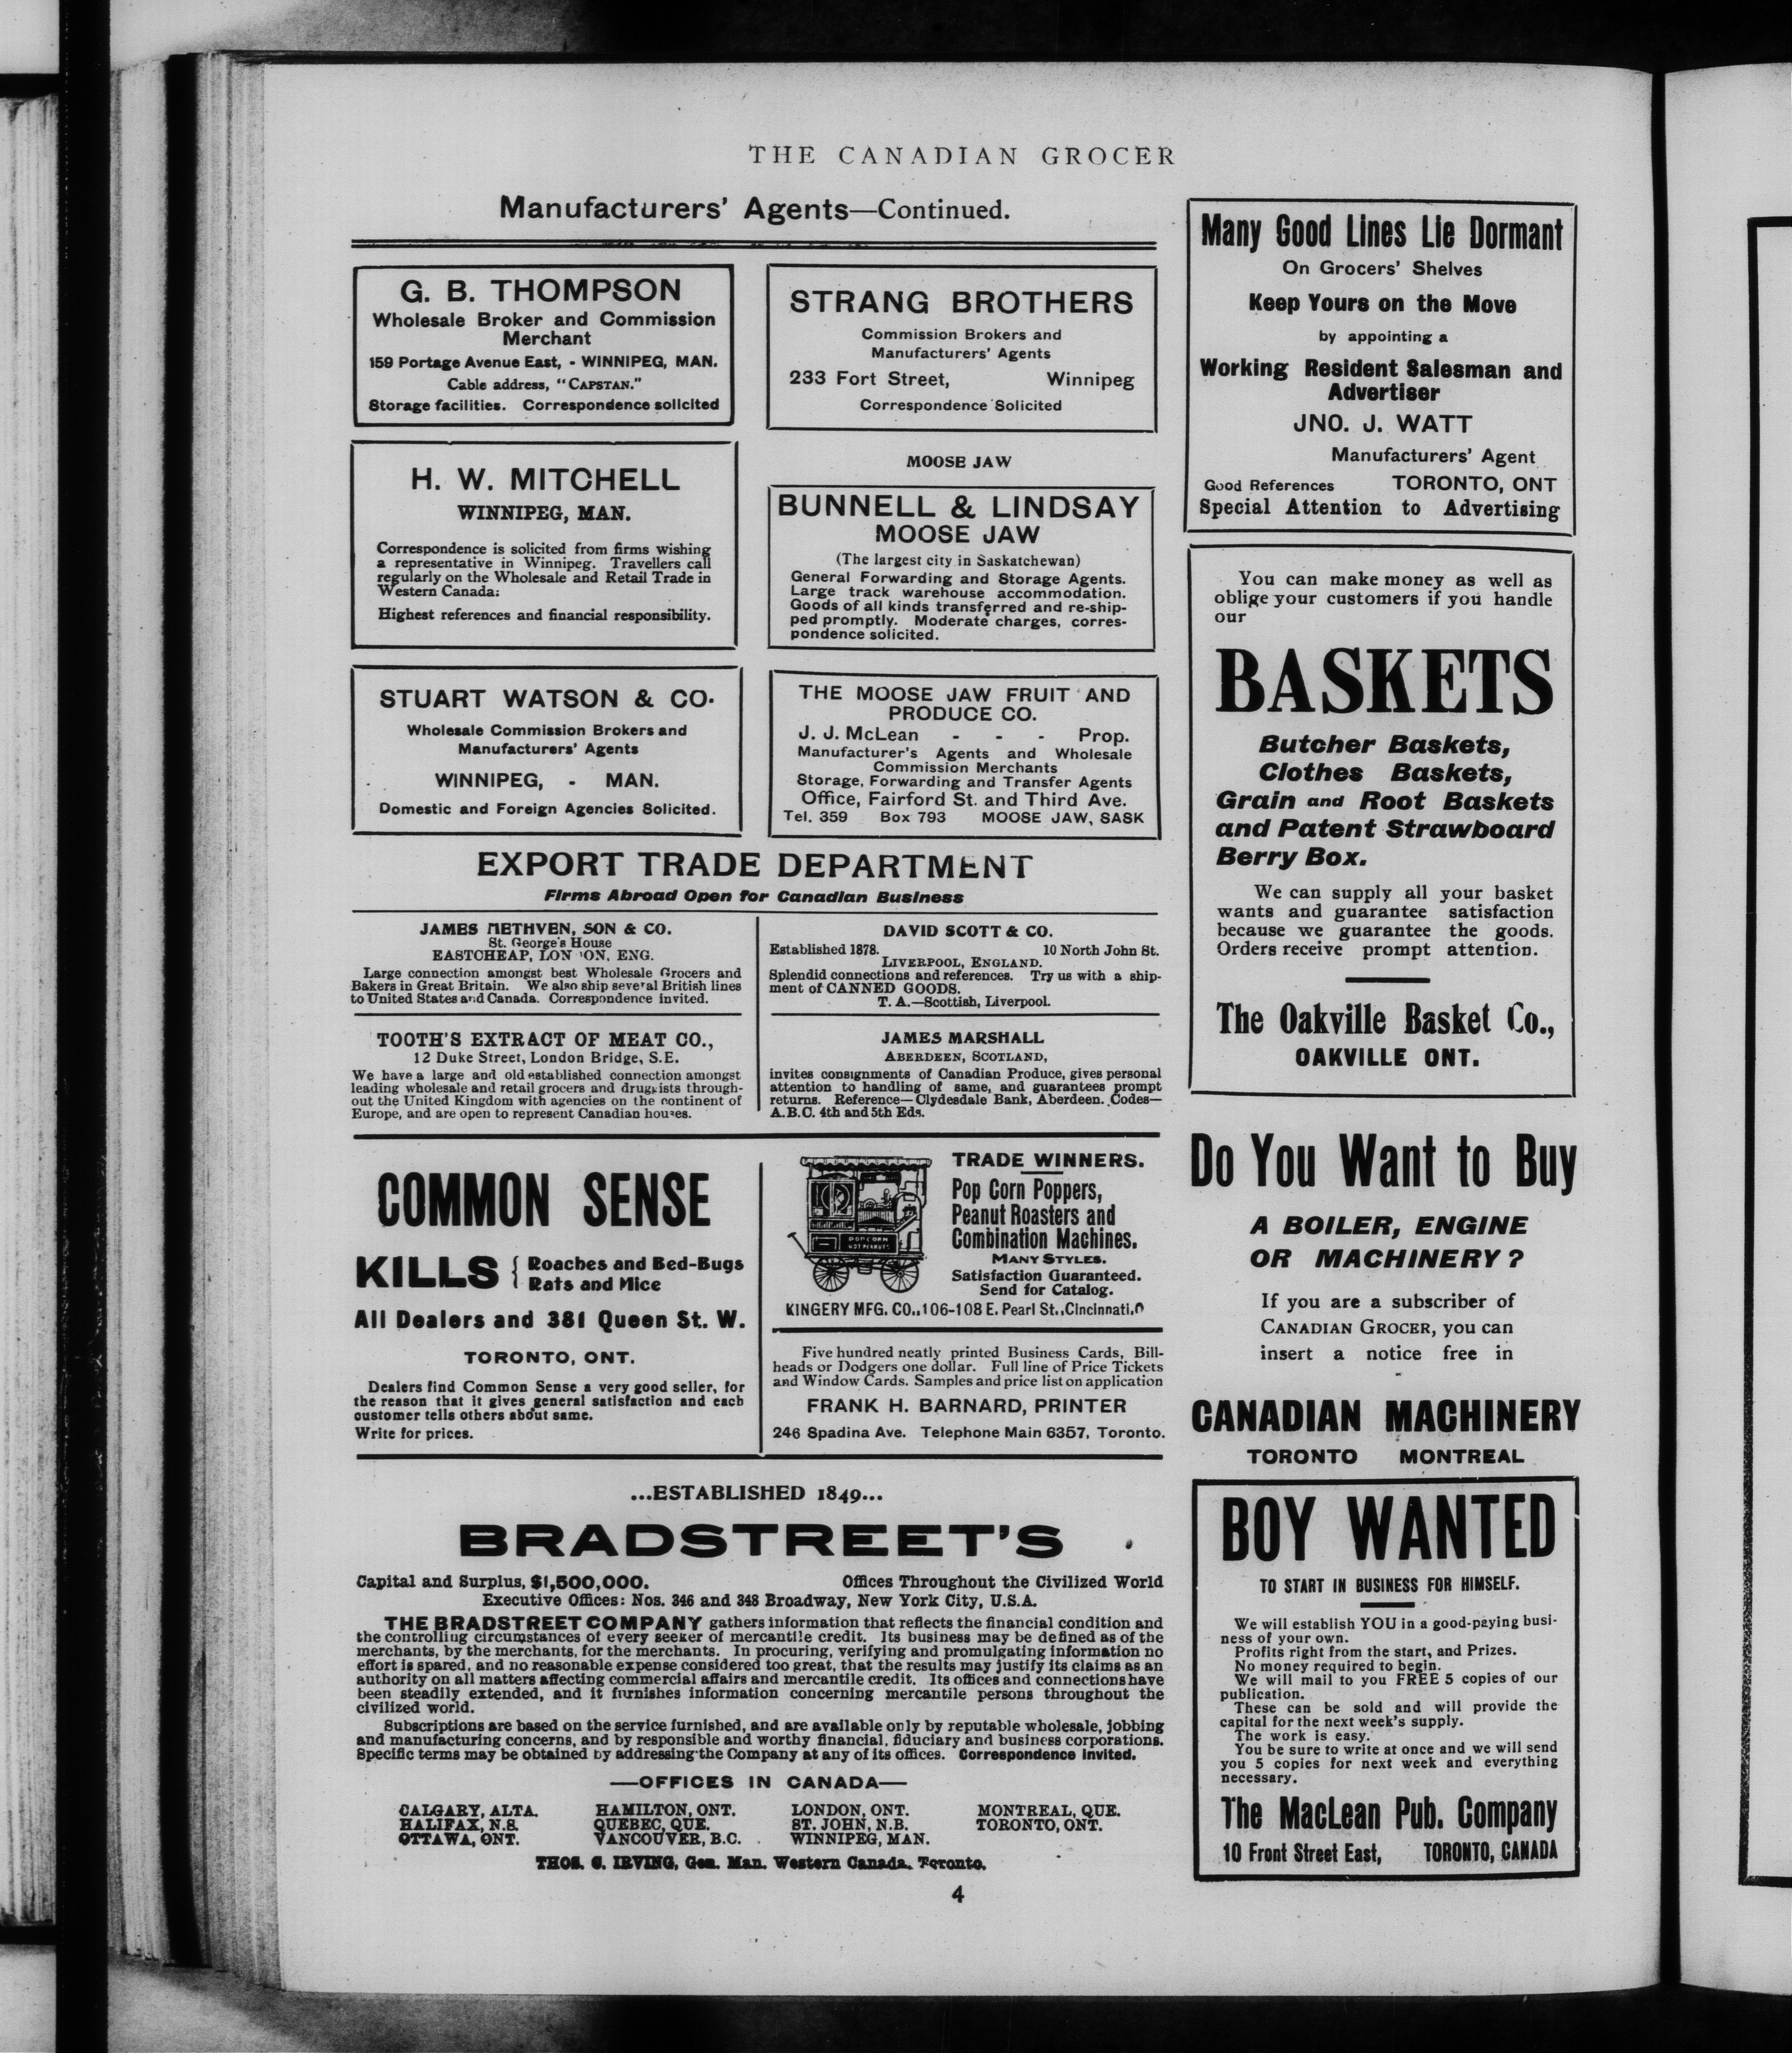 THE CANADIAN GROCER
Manufacturers' Agents—Continued.
G. B. THOMPSON
Wholesale Broker and Commission
Merchant
159 Portage Avenue East, - WINNIPEG, MAN.
Cable address, "CAPSTAN."
Storage facilities. Correspondence solicited
H. W. MITCHELL
WINNIPEG, MAN.
Correspondence is solicited from firms wishing
a representative in Winnipeg. Travellers call
regularly on the Wholesale and Retail Trade in
Western Canada:
Highest references and financial responsibility.
STUART WATSON & CO.
Wholesale Commission Brokers and
Manufacturers' Agents
WINNIPEG, - MAN.
Domestic and Foreign Agencies Solicited.
STRANG BROTHERS
Commission Brokers and
Manufacturers' Agents
233 Fort Street, Winnipeg
Correspondence Solicited
MOOSE JAW
BUNNELL & LINDSAY
MOOSE JAW
(The largest city in Saskatchewan)
General Forwarding and Storage Agents.
Large track warehouse accommodation.
Goods of all kinds transferred and re-ship-
ped promptly. Moderate charges, corres-
pondence solicited.
THE MOOSE JAW FRUIT AND
PRODUCE CO.
J. J. McLean - - - Prop.
Manufacturer's Agents and Wholesale
Commission Merchants
Storage, Forwarding and Transfer Agents
Office, Fairford St. and Third Ave.
Tel. 359 Box 793 MOOSE JAW, SASK
EXPORT TRADE DEPARTMENT
Firms Abroad Open for Canadian Business
JAMES METHVEN, SON & CO.
St. George's House
EASTCHEAP, LON'ON, ENG.
Large connection amongst best Wholesale Grocers and
Bakers in Great Britain. We also ship several British lines
to United States and Canada. Correspondence invited.
TOOTH'S EXTRACT OF MEAT CO.,
12 Duke Street, London Bridge, S.E.
We have a large and old established connection amongst
leading wholesale and retail grocers and druggists through-
out the United Kingdom with agencies on the continent of
Europe, and are open to represent Canadian houses.
DAVID SCOTT & CO.
Established 1878. 10 North John St.
LIVERPOOL, ENGLAND.
Splendid connections and references. Try us with a ship-
ment of CANNED GOODS.
T. A.—Scottish, Liverpool.
JAMES MARSHALL
ABERDEEN, SCOTLAND,
invites consignments of Canadian Produce, gives personal
attention to handling of same, and guarantees prompt
returns. Reference—Clydesdale Bank, Aberdeen. Codes—
A.B.C. 4th and 5th Eds.
COMMON SENSE
KILLS { Roaches and Bed-Bugs
Rats and Mice
All Dealers and 381 Queen St. W.
TORONTO, ONT.
Dealers find Common Sense a very good seller, for
the reason that it gives general satisfaction and each
customer tells others about same.
Write for prices.
POPCORN
HOT PEANUTS
TRADE WINNERS.
Pop Corn Poppers,
Peanut Roasters and
Combination Machines.
MANY STYLES.
Satisfaction Guaranteed.
Send for Catalog.
KINGERY MFG. CO.,106-108 E. Pearl St.,Cincinnati,O
Five hundred neatly printed Business Cards, Bill-
heads or Dodgers one dollar. Full line of Price Tickets
and Window Cards. Samples and price list on application
FRANK H. BARNARD, PRINTER
246 Spadina Ave. Telephone Main 6357, Toronto.
...ESTABLISHED 1849...
BRADSTREET'S
Capital and Surplus, $1,500,000. Offices Throughout the Civilized World
Executive Offices: Nos. 346 and 348 Broadway, New York City, U.S.A.
THE BRADSTREET COMPANY gathers information that reflects the financial condition and
the controlling circumstances of every seeker of mercantile credit. Its business may be defined as of the
merchants, by the merchants, for the merchants. In procuring, verifying and promulgating information no
effort is spared, and no reasonable expense considered too great, that the results may justify its claims as an
authority on all matters affecting commercial affairs and mercantile credit. Its offices and connections have
been steadily extended, and it furnishes information concerning mercantile persons throughout the
civilized world.
Subscriptions are based on the service furnished, and are available only by reputable wholesale, jobbing
and manufacturing concerns, and by responsible and worthy financial, fiduciary and business corporations.
Specific terms may be obtained by addressing the Company at any of its offices. Correspondence Invited.
—OFFICES IN CANADA—
CALGARY, ALTA. HAMILTON, ONT. LONDON, ONT. MONTREAL, QUE.
HALIFAX, N.S. QUEBEC, QUE. ST. JOHN, N.B. TORONTO, ONT.
OTTAWA, ONT. VANCOUVER, B.C. WINNIPEG, MAN.
THOS. C. IRVING, Gen. Man. Western Canada, Toronto.
Many Good Lines Lie Dormant
On Grocers' Shelves
Keep Yours on the Move
by appointing a
Working Resident Salesman and
Advertiser
JNO. J. WATT
Manufacturers' Agent
Good References TORONTO, ONT
Special Attention to Advertising
You can make money as well as
oblige your customers if you handle
our
BASKETS
Butcher Baskets,
Clothes Baskets,
Grain and Root Baskets
and Patent Strawboard
Berry Box.
We can supply all your basket
wants and guarantee satisfaction
because we guarantee the goods.
Orders receive prompt attention.
The Oakville Basket Co.,
OAKVILLE ONT.
Do You Want to Buy
A BOILER, ENGINE
OR MACHINERY?
If you are a subscriber of
CANADIAN GROCER, you can
insert a notice free in
CANADIAN MACHINERY
TORONTO MONTREAL
BOY WANTED
TO START IN BUSINESS FOR HIMSELF.
We will establish YOU in a good-paying busi-
ness of your own.
Profits right from the start, and Prizes.
No money required to begin.
We will mail to you FREE 5 copies of our
publication.
These can be sold and will provide the
capital for the next week's supply.
The work is easy.
You be sure to write at once and we will send
you 5 copies for next week and everything
necessary.
The MacLean Pub. Company
10 Front Street East, TORONTO, CANADA
4